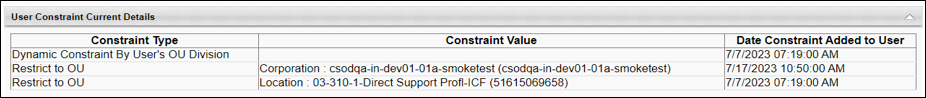 User Constraint Current Details
Constraint Type Constraint Value Date Constraint Added to User
Dynamic Constraint By User's OU Division 7/7/2023 07:19:00 AM
Restrict to OU Corporation : csodqa-in-dev01-01a-smoketest (csodqa-in-dev01-01a-smoketest) 7/17/2023 10:50:00 AM
Restrict to OU Location : 03-310-1-Direct Support Profl-ICF (51615069658) 7/7/2023 07:19:00 AM